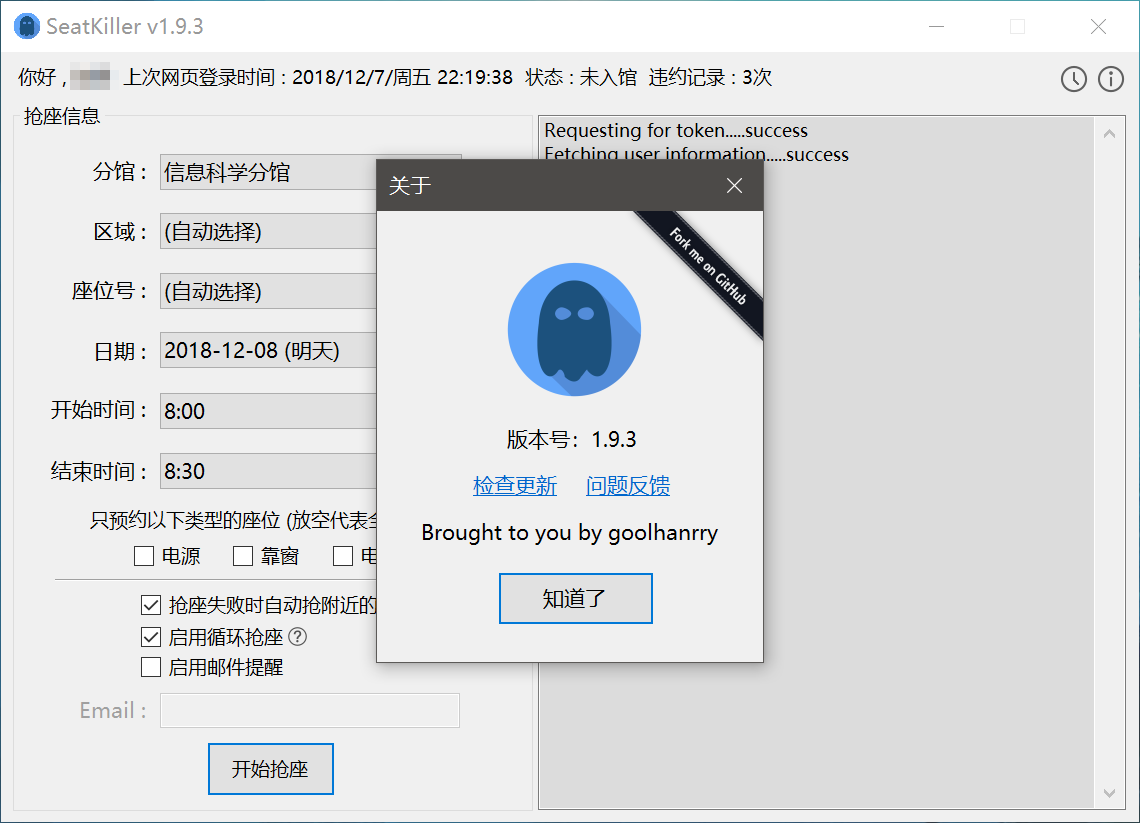 SeatKiller v1.9.3
你好 , 上次网页登录时间 : 2018/12/7/周五 22:19:38 状态 : 未入馆 违约记录 : 3次
抢座信息
分馆 : 信息科学分馆
区域 : (自动选择)
座位号 : (自动选择)
日期 : 2018-12-08 (明天)
开始时间 : 8:00
结束时间 : 8:30
只预约以下类型的座位 (放空代表
电源 靠窗
抢座失败时自动抢附近的
启用循环抢座
启用邮件提醒
Email :
开始抢座
Requesting for token.....success
Fetching user information.....success
关于
Fork me on GitHub
版本号: 1.9.3
检查更新 问题反馈
Brought to you by goolhanrry
知道了